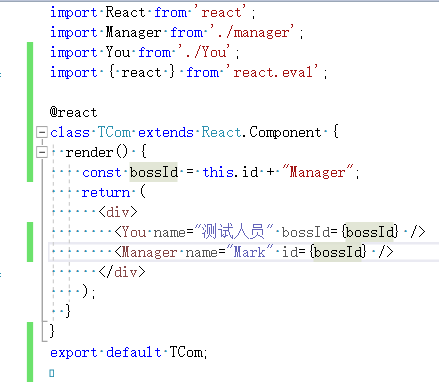 import React from 'react';
import Manager from './manager';
import You from './You';
import { react } from 'react.eval';

@react
class TCom extends React.Component {
  render() {
    const bossId = this.id + "Manager";
    return (
      <div>
        <You name="测试人员" bossId={bossId} />
        <Manager name="Mark" id={bossId} />
      </div>
    );
  }
}
export default TCom;